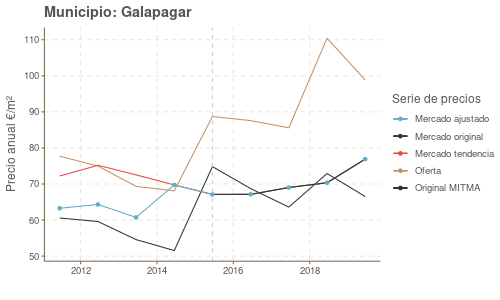 Municipio: Galapagar
Precio anual €/m²
110
100
90
80
70
60
50
2012
2014
2016
2018
Serie de precios
Mercado ajustado
Mercado original
Mercado tendencia
Oferta
Original MITMA